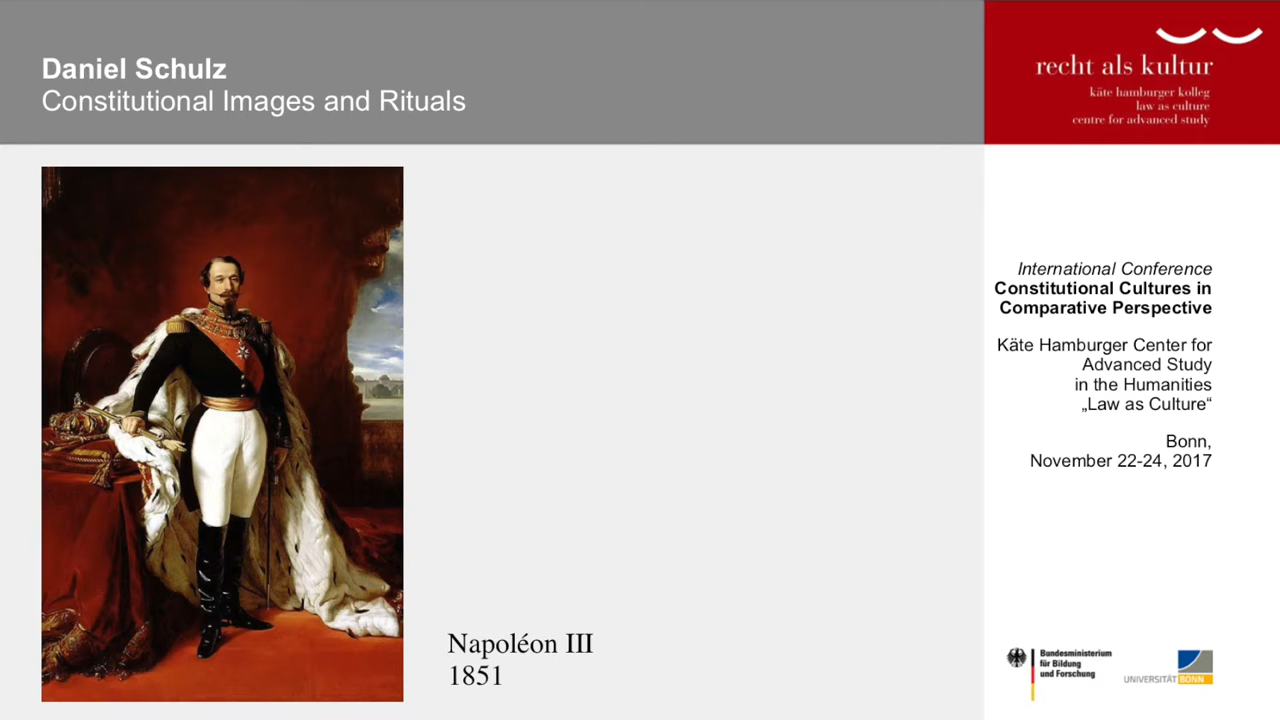 Daniel Schulz
Constitutional Images and Rituals
recht als kultur
käte hamburger kolleg
law as culture
centre for advanced study
International Conference
Constitutional Cultures in
Comparative Perspective
Käte Hamburger Center for
Advanced Study
in the Humanities
„Law as Culture“
Bonn,
November 22-24, 2017
Napoléon III
1851
Bundesministerium
für Bildung
und Forschung
UNIVERSITÄT BONN